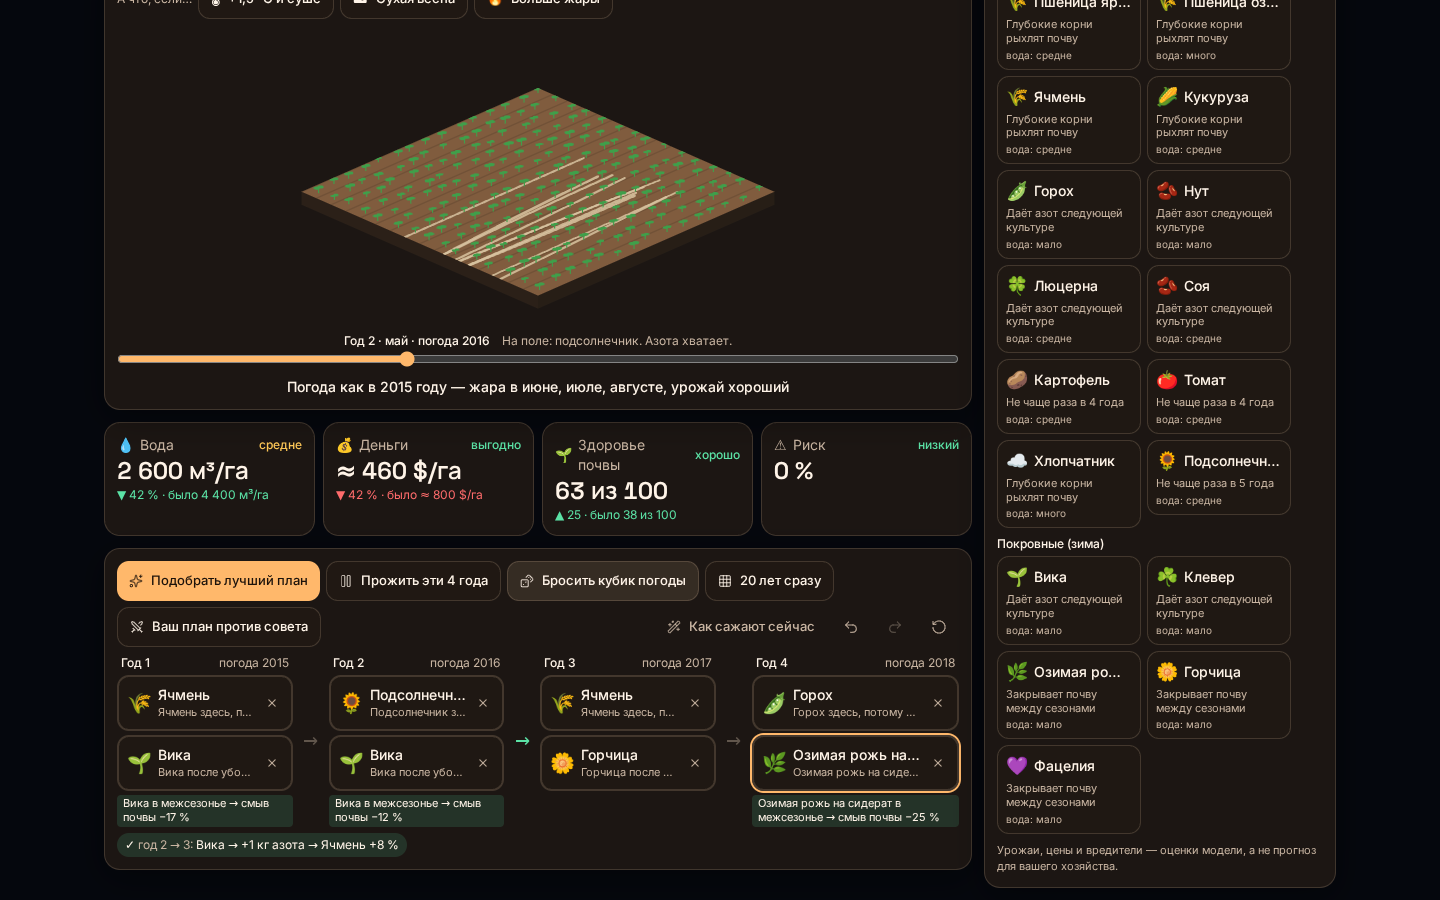 А что, если...
+1,5 °C и суше
Сухая весна
Больше жары
Год 2 · май · погода 2016 На поле: подсолнечник. Азота хватает.
Погода как в 2015 году — жара в июне, июле, августе, урожай хороший
Вода
средне
2 600 м³/га
▼ 42 % · было 4 400 м³/га
Деньги
выгодно
≈ 460 $/га
▼ 42 % · было ≈ 800 $/га
Здоровье
почвы
хорошо
63 из 100
▲ 25 · было 38 из 100
Риск
низкий
0 %
Подобрать лучший план
Прожить эти 4 года
Бросить кубик погоды
20 лет сразу
Ваш план против совета
Как сажают сейчас
Год 1
погода 2015
Год 2
погода 2016
Год 3
погода 2017
Год 4
погода 2018
Ячмень
Ячмень здесь, п...
Подсолнечн...
Подсолнечник з...
Ячмень
Ячмень здесь, п...
Горох
Горох здесь, потому ...
Вика
Вика после убо...
Вика
Вика после убо...
Горчица
Горчица после ...
Озимая рожь на...
Озимая рожь на сиде...
Вика в межсезонье → смыв
почвы −17 %
Вика в межсезонье → смыв
почвы −12 %
Озимая рожь на сидерат в
межсезонье → смыв почвы −25 %
✓ год 2 → 3: Вика → +1 кг азота → Ячмень +8 %
Пшеница яр...
Глубокие корни
рыхлят почву
вода: средне
Пшеница оз...
Глубокие корни
рыхлят почву
вода: много
Ячмень
Глубокие корни
рыхлят почву
вода: средне
Кукуруза
Глубокие корни
рыхлят почву
вода: средне
Горох
Даёт азот следующей
культуре
вода: мало
Нут
Даёт азот следующей
культуре
вода: мало
Люцерна
Даёт азот следующей
культуре
вода: средне
Соя
Даёт азот следующей
культуре
вода: средне
Картофель
Не чаще раза в 4 года
вода: средне
Томат
Не чаще раза в 4 года
вода: средне
Хлопчатник
Глубокие корни
рыхлят почву
вода: много
Подсолнечн...
Не чаще раза в 5 года
вода: средне
Покровные (зима)
Вика
Даёт азот следующей
культуре
вода: мало
Клевер
Даёт азот следующей
культуре
вода: мало
Озимая ро...
Закрывает почву
между сезонами
вода: мало
Горчица
Закрывает почву
между сезонами
вода: мало
Фацелия
Закрывает почву
между сезонами
вода: мало
Урожаи, цены и вредители — оценки модели, а не прогноз
для вашего хозяйства.